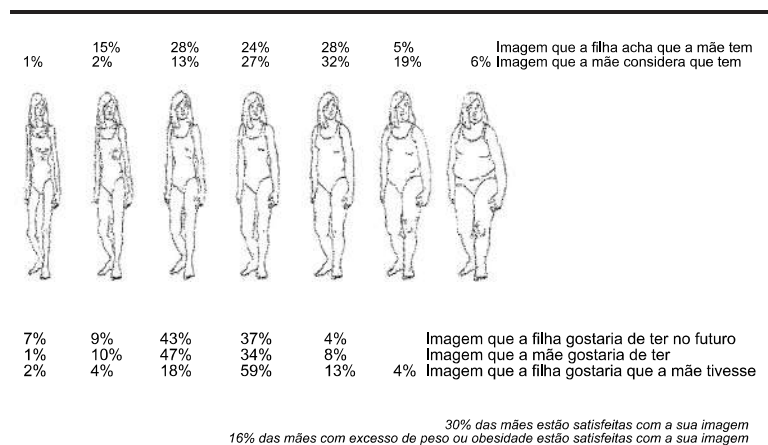 15% 28% 24% 28% 5% Imagem que a filha acha que a mãe tem
1% 2% 13% 27% 32% 19% 6% Imagem que a mãe considera que tem
7% 9% 43% 37% 4% Imagem que a filha gostaria de ter no futuro
1% 10% 47% 34% 8% Imagem que a mãe gostaria de ter
2% 4% 18% 59% 13% 4% Imagem que a filha gostaria que a mãe tivesse
30% das mães estão satisfeitas com a sua imagem
16% das mães com excesso de peso ou obesidade estão satisfeitas com a sua imagem